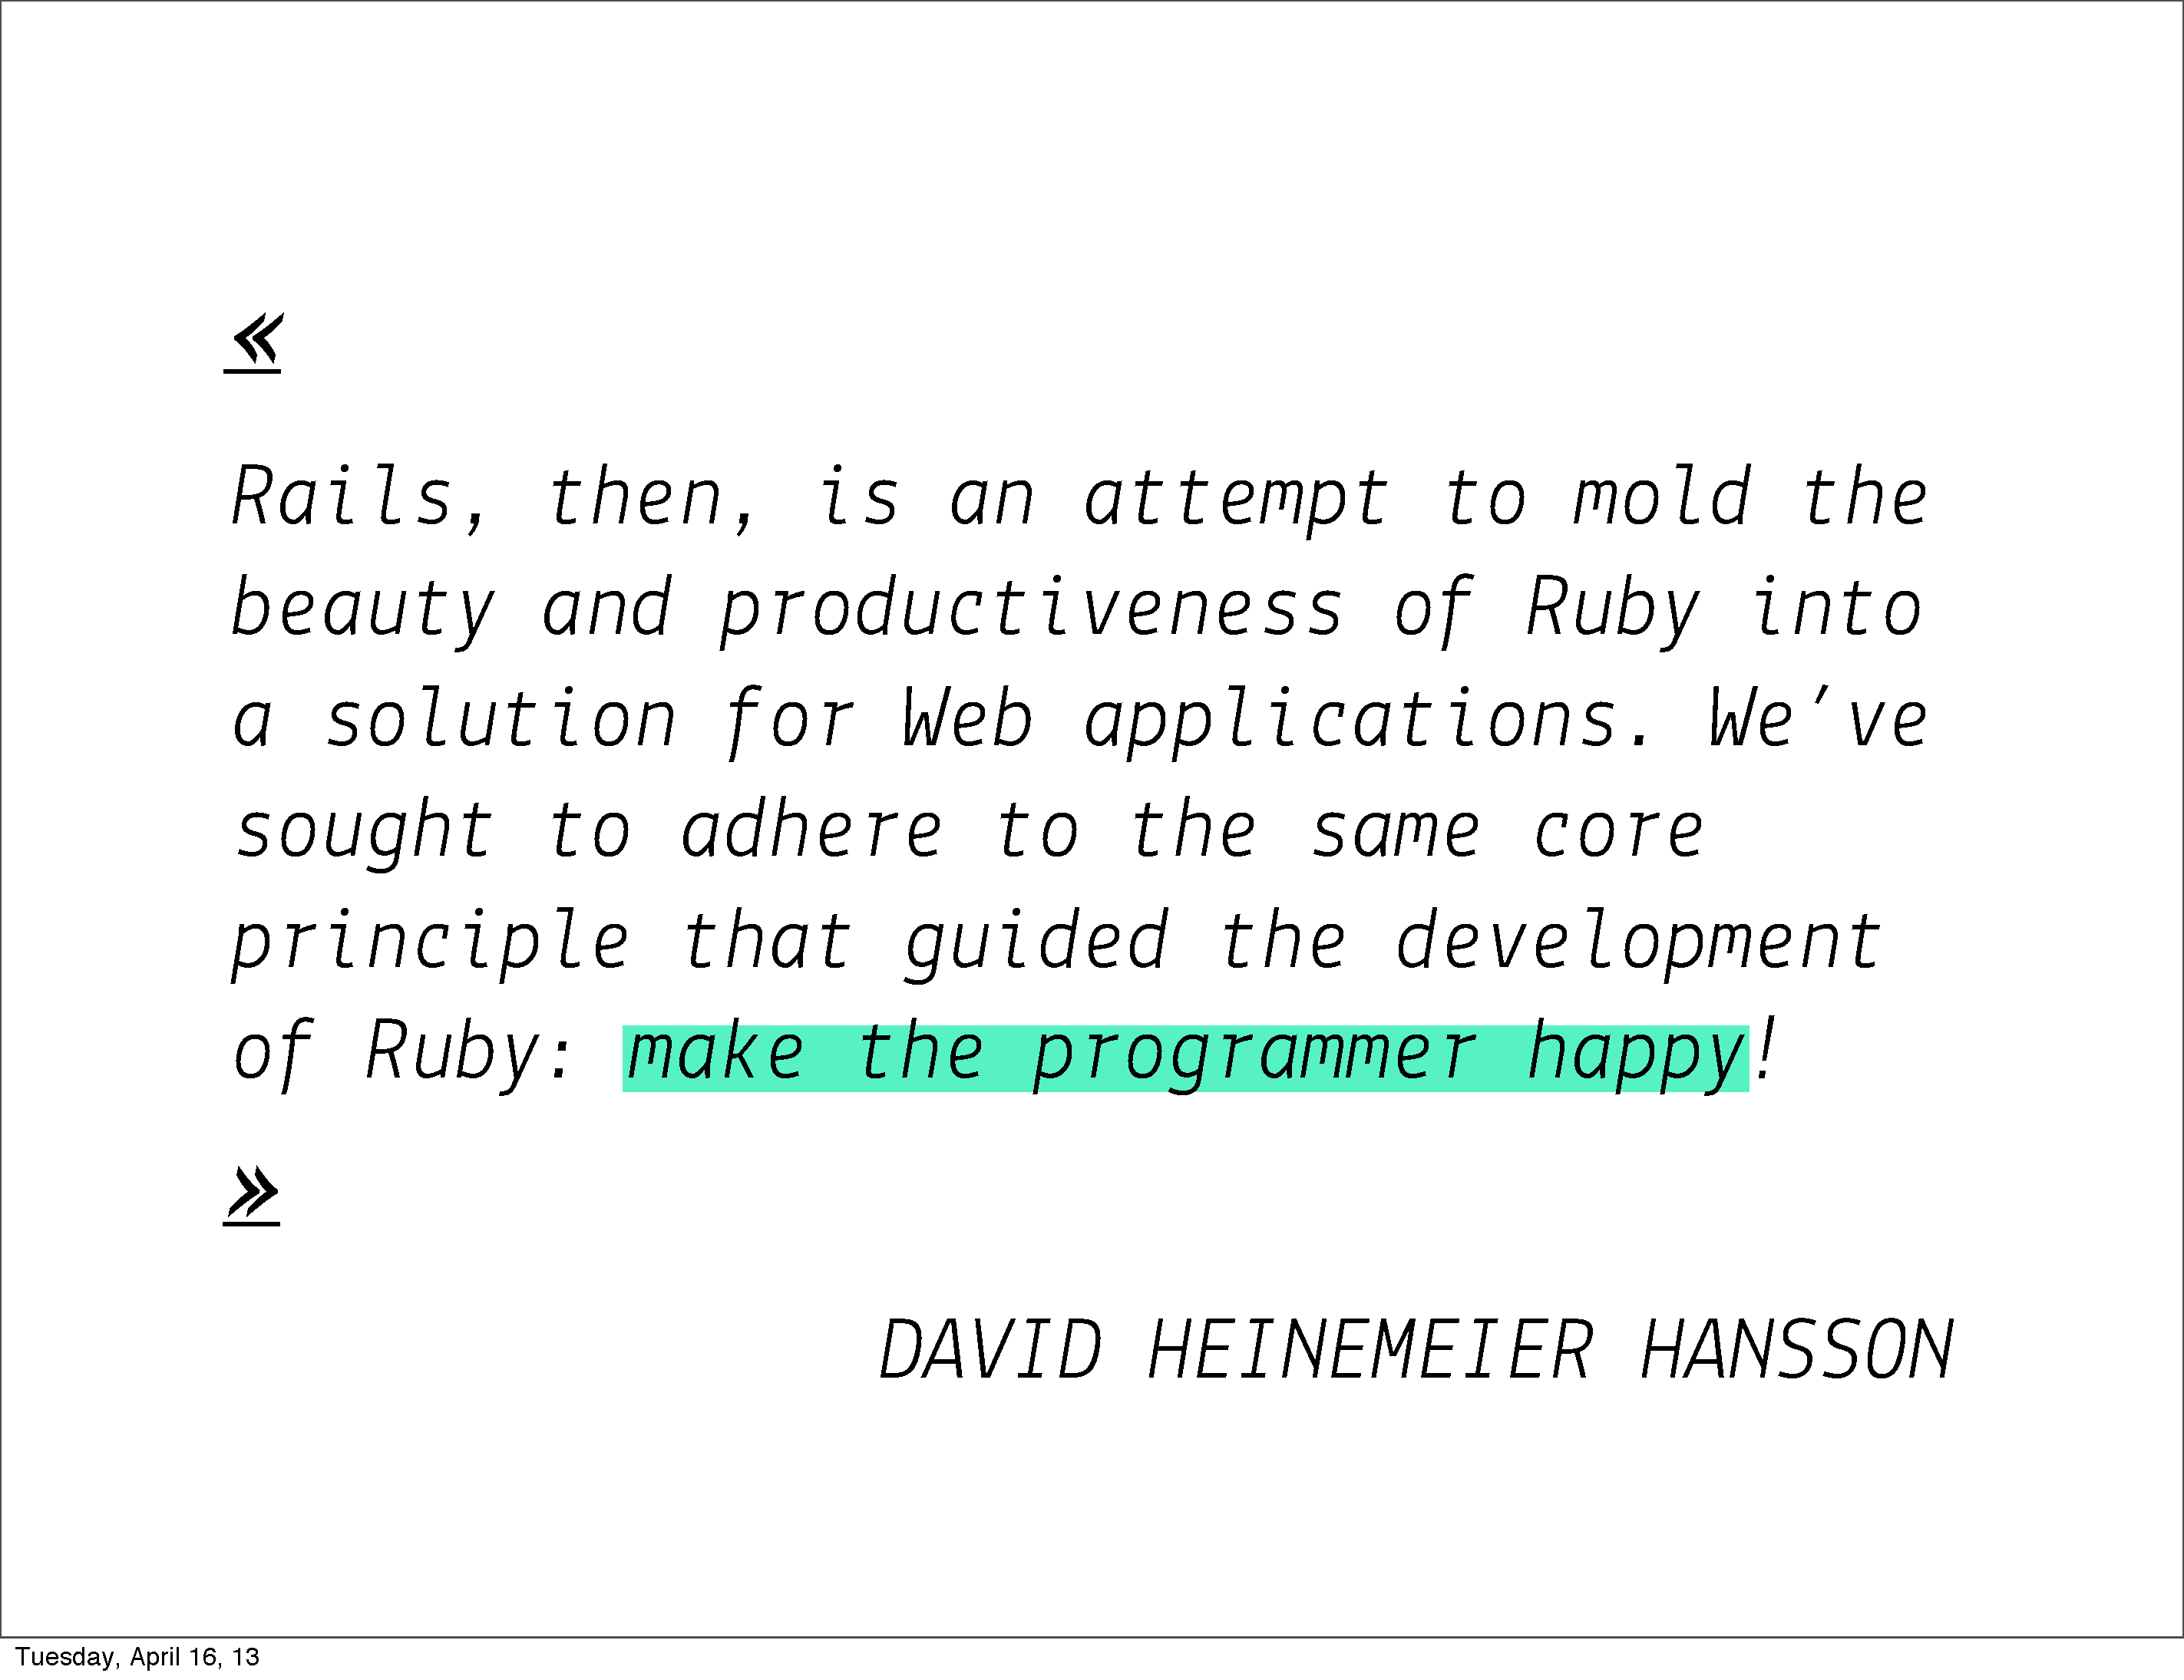 «
Rails, then, is an attempt to mold the
beauty and productiveness of Ruby into
a solution for Web applications. We’ve
sought to adhere to the same core
principle that guided the development
of Ruby: make the programmer happy!
»
DAVID HEINEMEIER HANSSON
Tuesday, April 16, 13